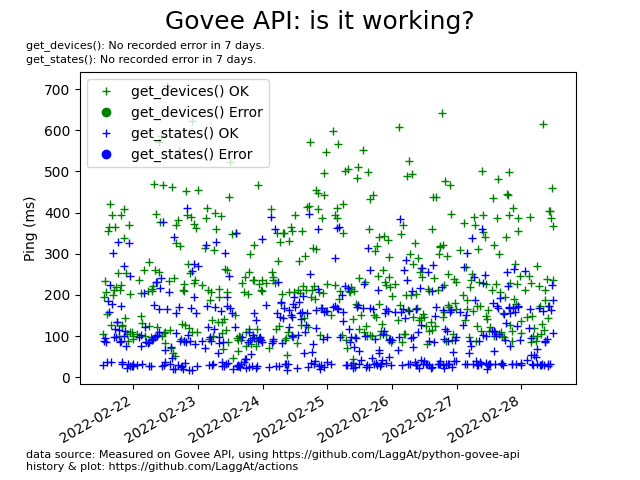 Govee API: is it working?
get_devices(): No recorded error in 7 days.
get_states(): No recorded error in 7 days.
get_devices() OK
get_devices() Error
get_states() OK
get_states() Error
Ping (ms)
700
600
500
400
300
200
100
0
2022-02-22
2022-02-23
2022-02-24
2022-02-25
2022-02-26
2022-02-27
2022-02-28
data source: Measured on Govee API, using https://github.com/LaggAt/python-govee-api
history & plot: https://github.com/LaggAt/actions